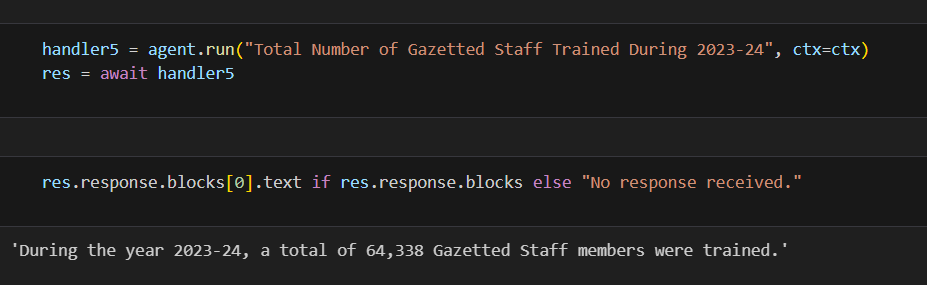 handler5 = agent.run("Total Number of Gazetted Staff Trained During 2023-24", ctx=ctx)
res = await handler5
res.response.blocks[0].text if res.response.blocks else "No response received."
'During the year 2023-24, a total of 64,338 Gazetted Staff members were trained.'